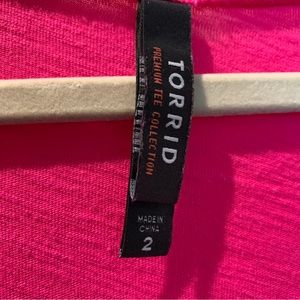 TORRID
PREMIUM TEE COLLECTION
MADE IN
CHINA
2